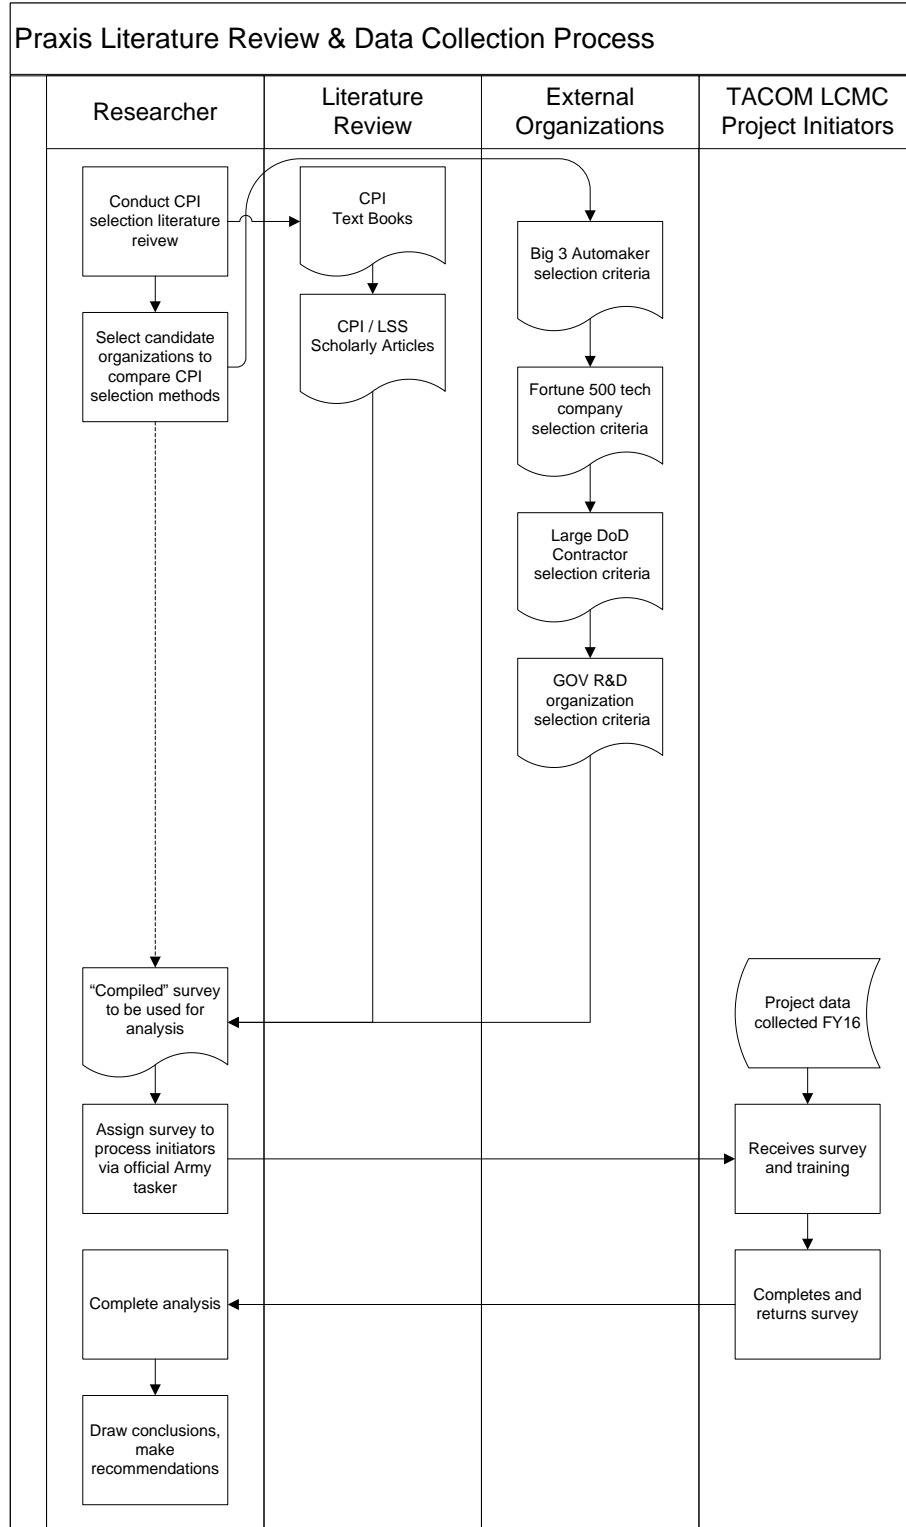 Praxis Literature Review & Data Collection Process
Researcher
Literature
Review
External
Organizations
TACOM LCMC
Project Initiators
Conduct CPI
selection literature
reivew
Select candidate
organizations to
compare CPI
selection methods
"Compiled" survey
to be used for
analysis
Assign survey to
process initiators
via official Army
tasker
Complete analysis
Draw conclusions,
make
recommendations
CPI
Text Books
CPI / LSS
Scholarly Articles
Big 3 Automaker
selection criteria
Fortune 500 tech
company
selection criteria
Large DoD
Contractor
selection criteria
GOV R&D
organization
selection criteria
Project data
collected FY16
Receives survey
and training
Completes and
returns survey